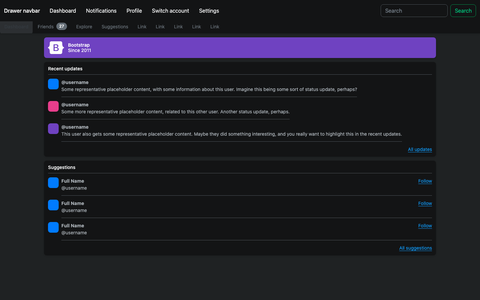 Drawer navbar Dashboard Notifications Profile Switch account Settings Search Search
Friends 27 Explore Suggestions Link Link Link Link Link
B Bootstrap
Since 2011
Recent updates
@username
Some representative placeholder content, with some information about this user. Imagine this being some sort of status update, perhaps?
@username
Some more representative placeholder content, related to this other user. Another status update, perhaps.
@username
This user also gets some representative placeholder content. Maybe they did something interesting, and you really want to highlight this in the recent updates.
All updates
Suggestions
Full Name Follow
@username
Full Name Follow
@username
Full Name Follow
@username
All suggestions